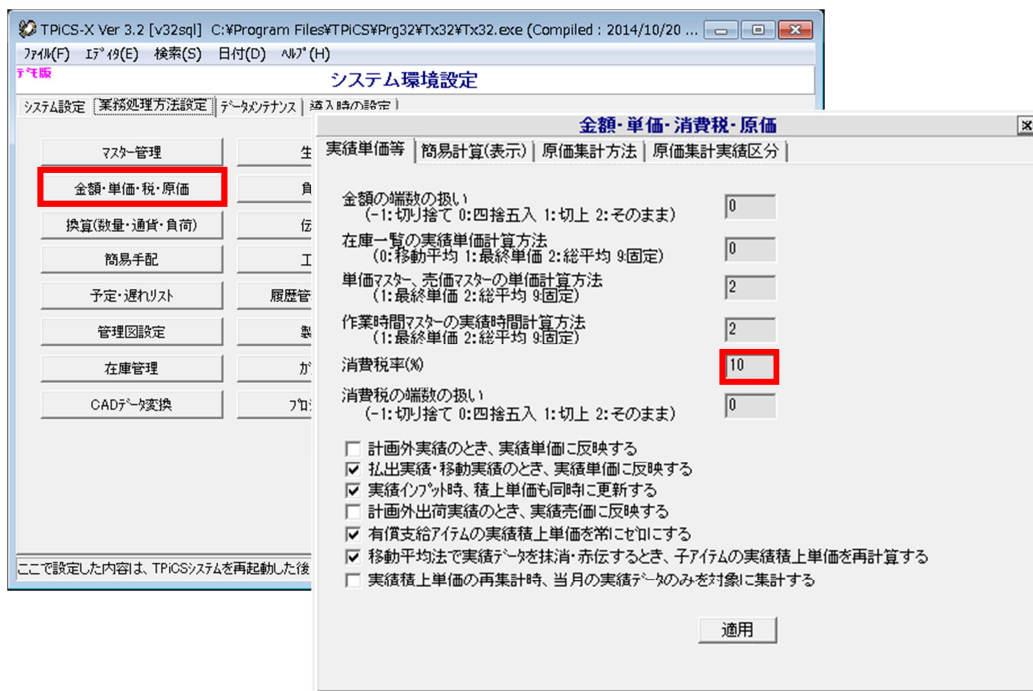 TPiCS-X Ver 3.2 [v32sql] C:¥Program Files¥TPiCS¥Prg32¥Tx32¥Tx32.exe (Compiled : 2014/10/20 ...
ﾌｧｲﾙ(F) ｴﾃﾞｨﾀ(E) 検索(S) 日付(D) ﾍﾙﾌﾟ(H)
ﾃﾞﾓ版
システム環境設定
ｼｽﾃﾑ設定 業務処理方法設定 ﾃﾞｰﾀﾒﾝﾃﾅﾝｽ 導入時の設定
ﾏｽﾀｰ管理
金額・単価・税・原価
換算(数量・通貨・負荷)
簡易手配
予定・遅れﾘｽﾄ
管理図設定
在庫管理
CADﾃﾞｰﾀ変換
生
負
伝
工
履歴管
製
ｶﾞ
ﾌﾟﾛ
ここで設定した内容は、TPiCSｼｽﾃﾑを再起動した後
金額・単価・消費税・原価
実績単価等 簡易計算(表示) 原価集計方法 原価集計実績区分
金額の端数の扱い
(-1:切り捨て 0:四捨五入 1:切上 2:そのまま) 0
在庫一覧の実績単価計算方法
(0:移動平均 1:最終単価 2:総平均 9:固定) 0
単価ﾏｽﾀｰ、売価ﾏｽﾀｰの単価計算方法
(1:最終単価 2:総平均 9:固定) 2
作業時間ﾏｽﾀｰの実績時間計算方法
(1:最終単価 2:総平均 9:固定) 2
消費税率(%) 10
消費税の端数の扱い
(-1:切り捨て 0:四捨五入 1:切上 2:そのまま) 0
計画外実績のとき、実績単価に反映する
払出実績・移動実績のとき、実績単価に反映する
実績ｲﾝﾌﾟｯﾄ時、積上単価も同時に更新する
計画外出荷実績のとき、実績売価に反映する
有償支給ｱｲﾃﾑの実績積上単価を常にｾﾞﾛにする
移動平均法で実績ﾃﾞｰﾀを抹消・赤伝するとき、子ｱｲﾃﾑの実績積上単価を再計算する
実績積上単価の再集計時、当月の実績ﾃﾞｰﾀのみを対象に集計する
適用